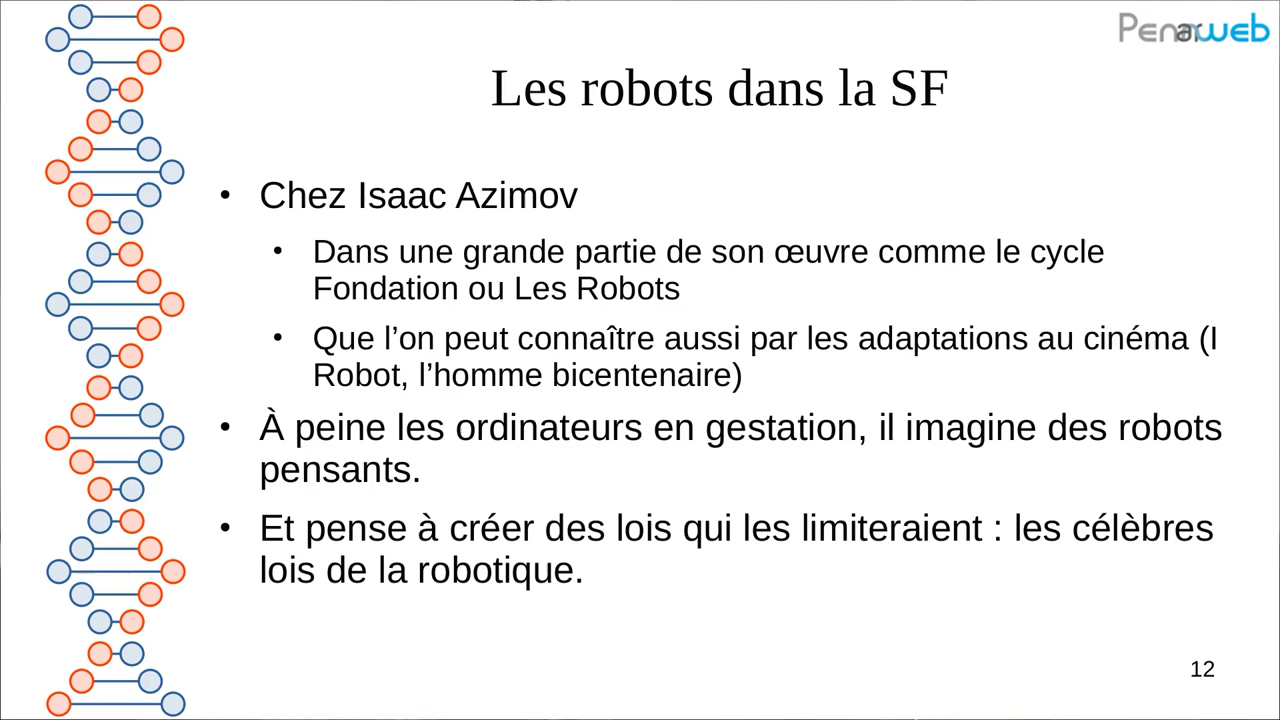 Penarweb
Les robots dans la SF
• Chez Isaac Azimov
• Dans une grande partie de son œuvre comme le cycle
Fondation ou Les Robots
• Que l’on peut connaître aussi par les adaptations au cinéma (I
Robot, l’homme bicentenaire)
• À peine les ordinateurs en gestation, il imagine des robots
pensants.
• Et pense à créer des lois qui les limiteraient : les célèbres
lois de la robotique.
12